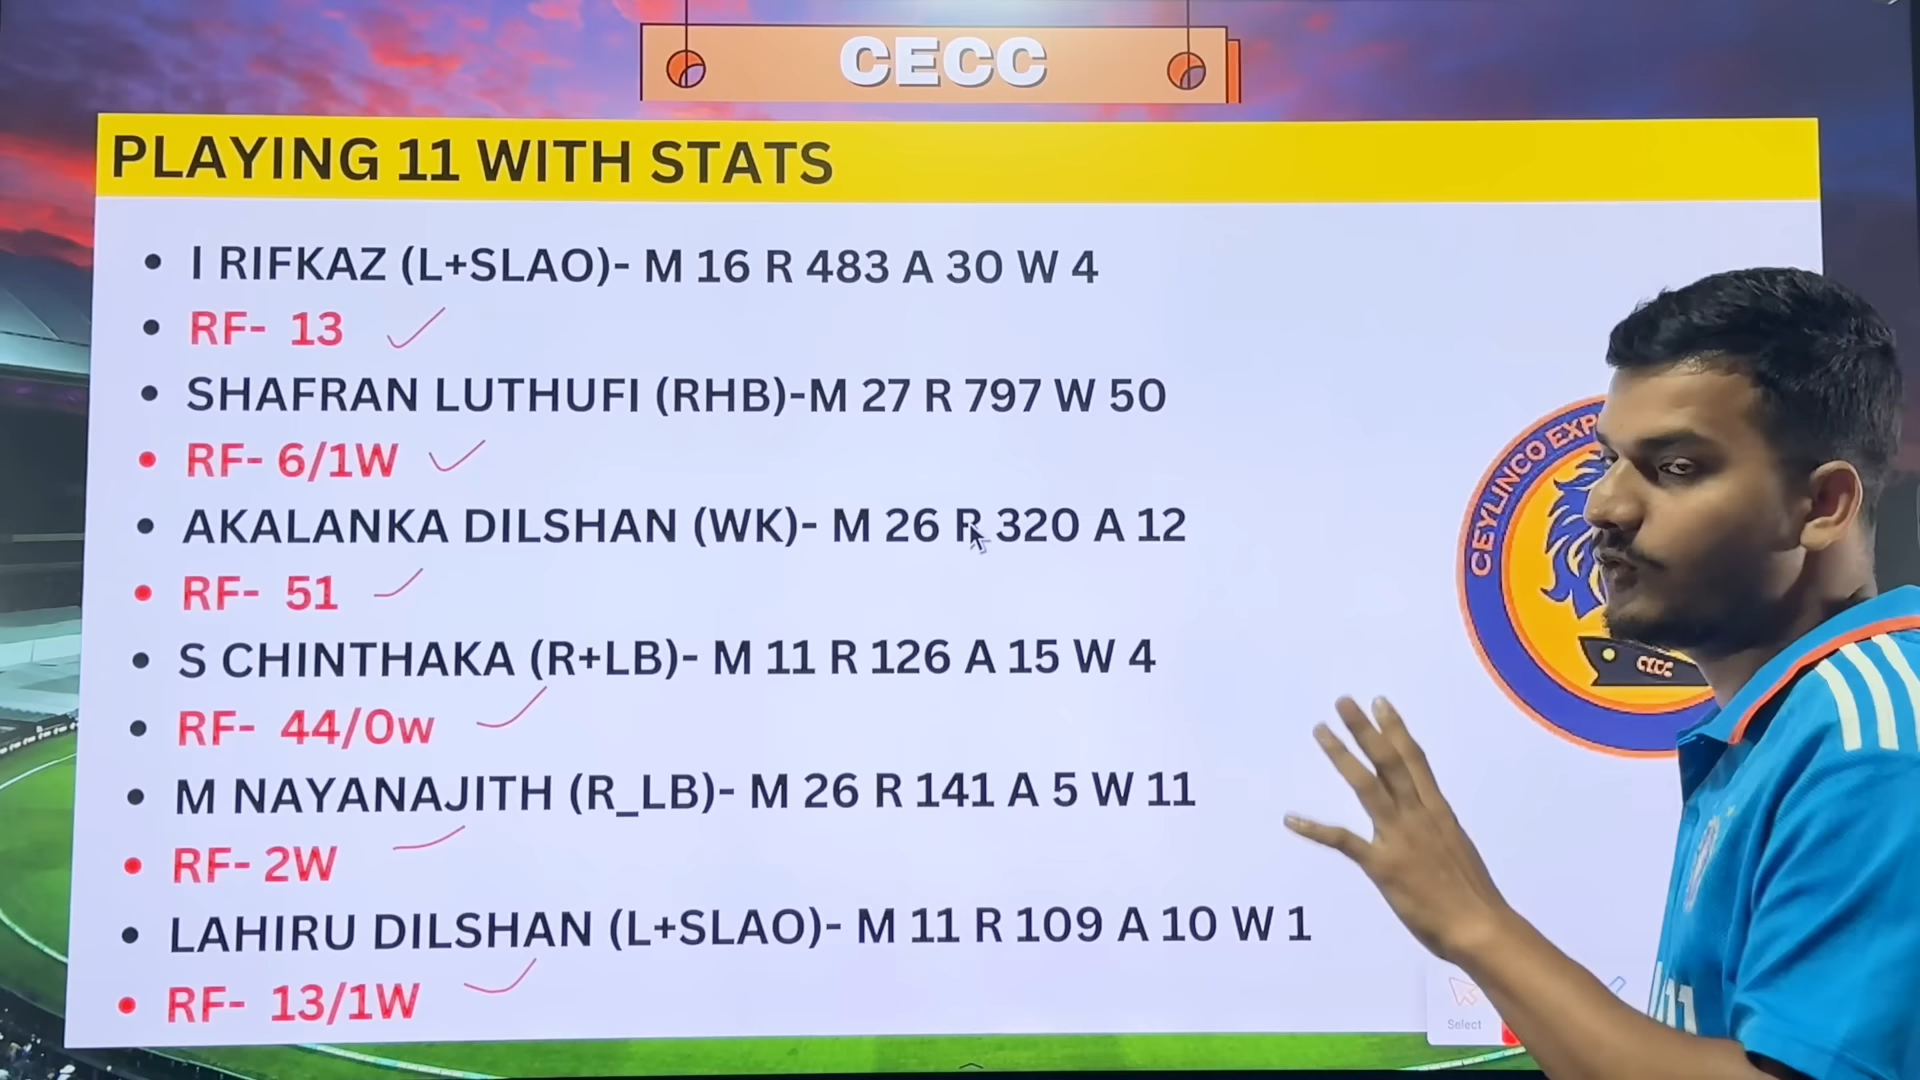 CECC
PLAYING 11 WITH STATS
• I RIFKAZ (L+SLAO)- M 16 R 483 A 30 W 4
• RF- 13
• SHAFRAN LUTHUFI (RHB)-M 27 R 797 W 50
• RF- 6/1W
• AKALANKA DILSHAN (WK)- M 26 R 320 A 12
• RF- 51
• S CHINTHAKA (R+LB)- M 11 R 126 A 15 W 4
• RF- 44/0w
• M NAYANAJITH (R_LB)- M 26 R 141 A 5 W 11
• RF- 2W
• LAHIRU DILSHAN (L+SLAO)- M 11 R 109 A 10 W 1
• RF- 13/1W
CEYLINCO EXP
CECC
Select